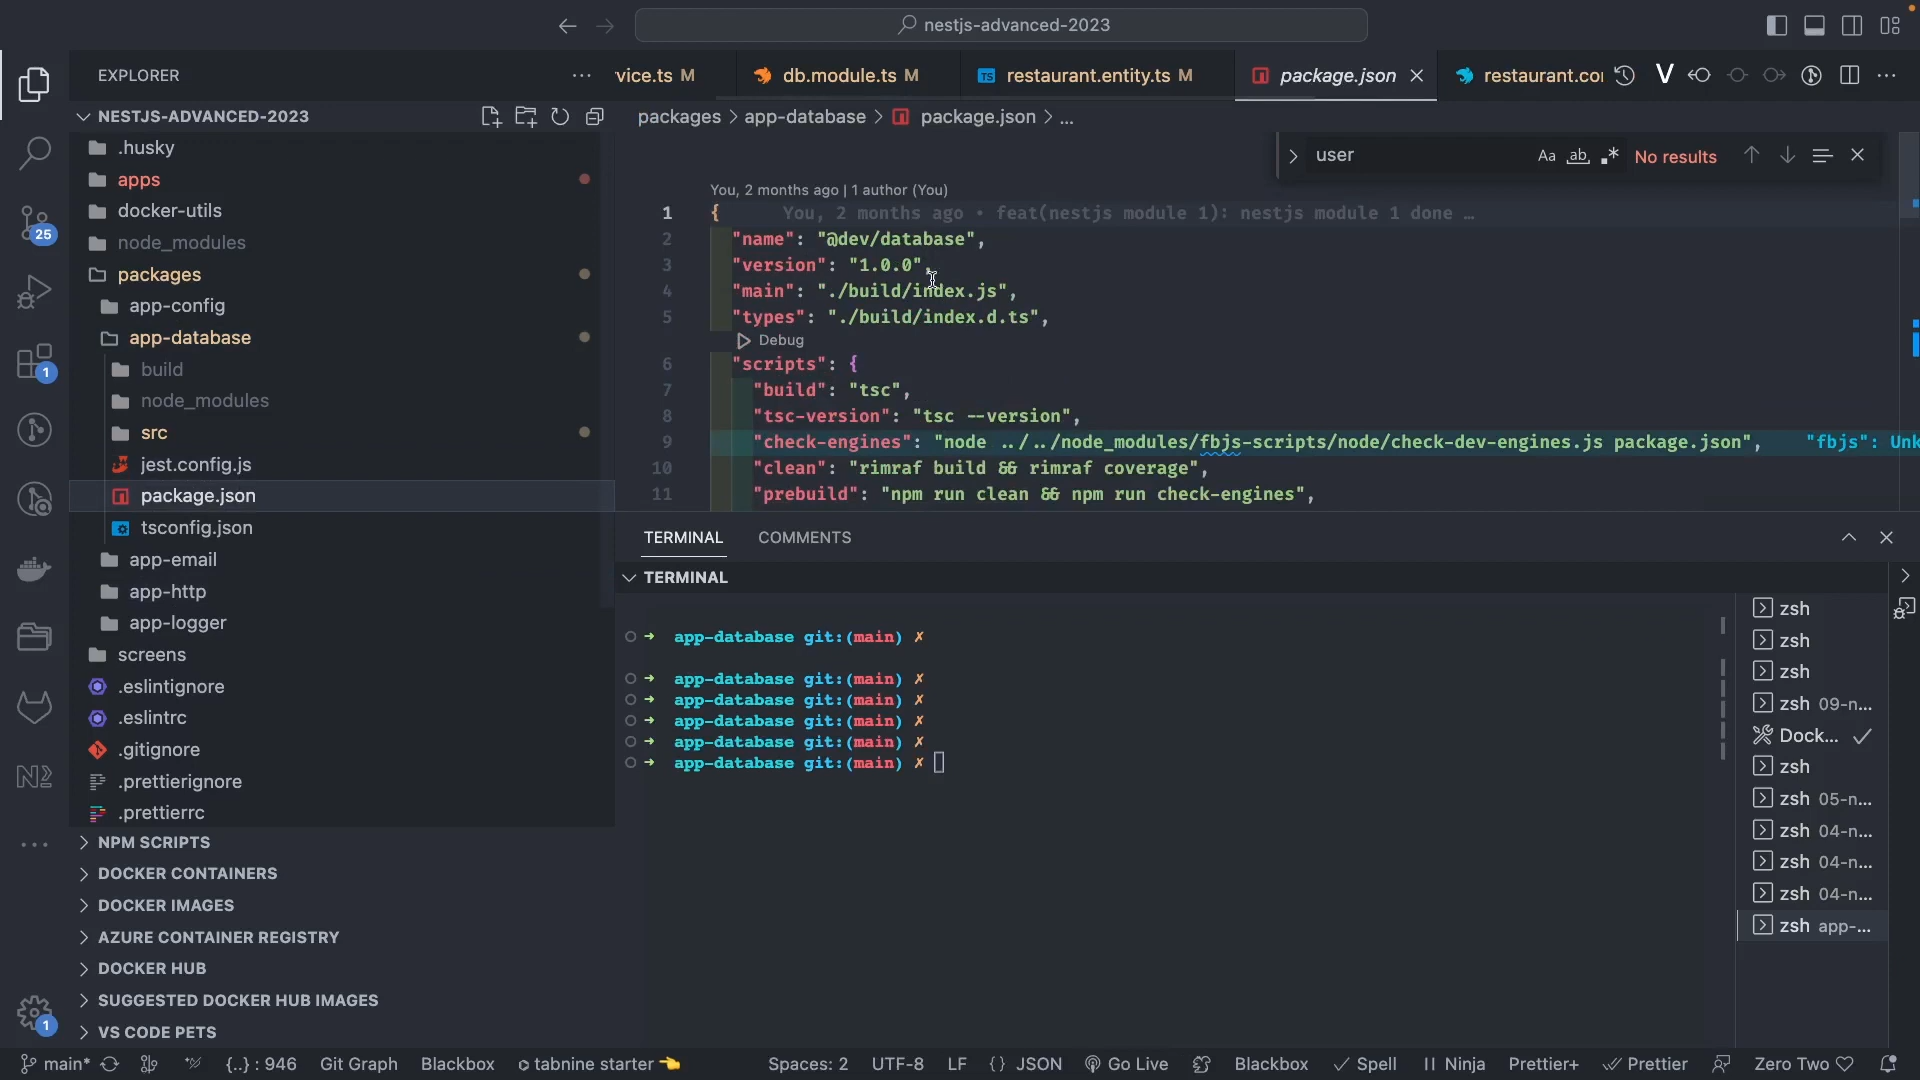 nestjs-advanced-2023
EXPLORER
vice.ts M
db.module.ts M
TS restaurant.entity.ts M
package.json
restaurant.co
NESTJS-ADVANCED-2023
packages > app-database > package.json > ...
.husky
apps
docker-utils
node_modules
packages
app-config
app-database
build
node_modules
src
jest.config.js
package.json
tsconfig.json
app-email
app-http
app-logger
screens
.eslintignore
.eslintrc
.gitignore
.prettierignore
.prettierrc
NPM SCRIPTS
DOCKER CONTAINERS
DOCKER IMAGES
AZURE CONTAINER REGISTRY
DOCKER HUB
SUGGESTED DOCKER HUB IMAGES
VS CODE PETS
25
1
1
user
Aa ab .* No results
You, 2 months ago | 1 author (You)
1 { You, 2 months ago • feat(nestjs module 1): nestjs module 1 done …
2 "name": "@dev/database",
3 "version": "1.0.0",
4 "main": "./build/index.js",
5 "types": "./build/index.d.ts",
Debug
6 "scripts": {
7 "build": "tsc",
8 "tsc-version": "tsc --version",
9 "check-engines": "node ../../node_modules/fbjs-scripts/node/check-dev-engines.js package.json", "fbjs": Unk
10 "clean": "rimraf build && rimraf coverage",
11 "prebuild": "npm run clean && npm run check-engines",
TERMINAL
COMMENTS
TERMINAL
→ app-database git:(main) ✗
→ app-database git:(main) ✗
→ app-database git:(main) ✗
→ app-database git:(main) ✗
→ app-database git:(main) ✗
→ app-database git:(main) ✗
zsh
zsh
zsh
zsh 09-n...
Dock...
zsh
zsh 05-n...
zsh 04-n...
zsh 04-n...
zsh 04-n...
zsh app-...
main* {..} : 946 Git Graph Blackbox tabnine starter 👈 Spaces: 2 UTF-8 LF {} JSON Go Live Blackbox Spell Ninja Prettier+ Prettier Zero Two